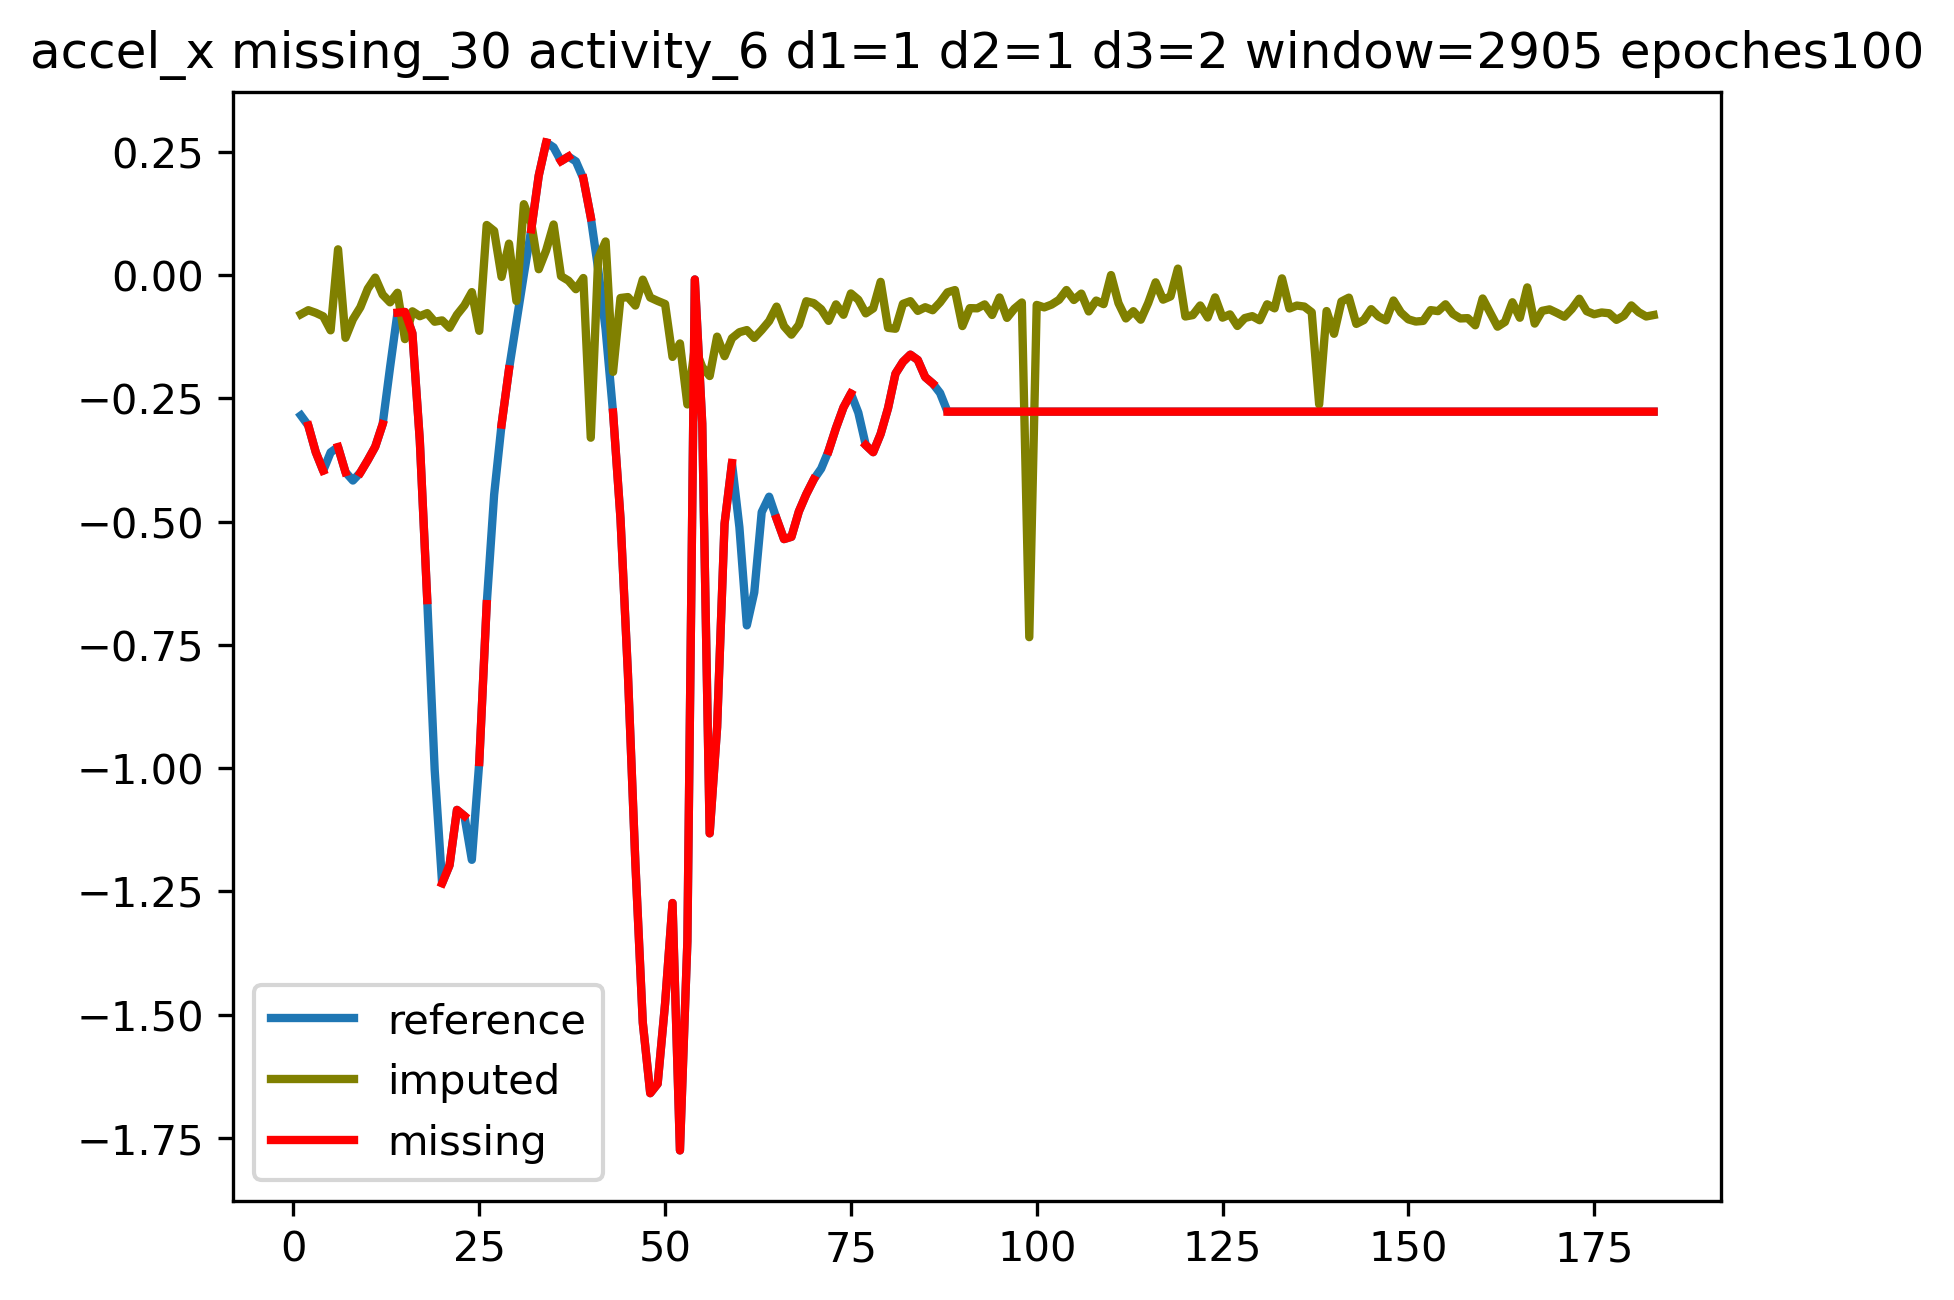 accel_x missing_30 activity_6 d1=1 d2=1 d3=2 window=2905 epoches100
0.25
0.00
−0.25
−0.50
−0.75
−1.00
−1.25
−1.50
−1.75
reference
imputed
missing
0 25 50 75 100 125 150 175